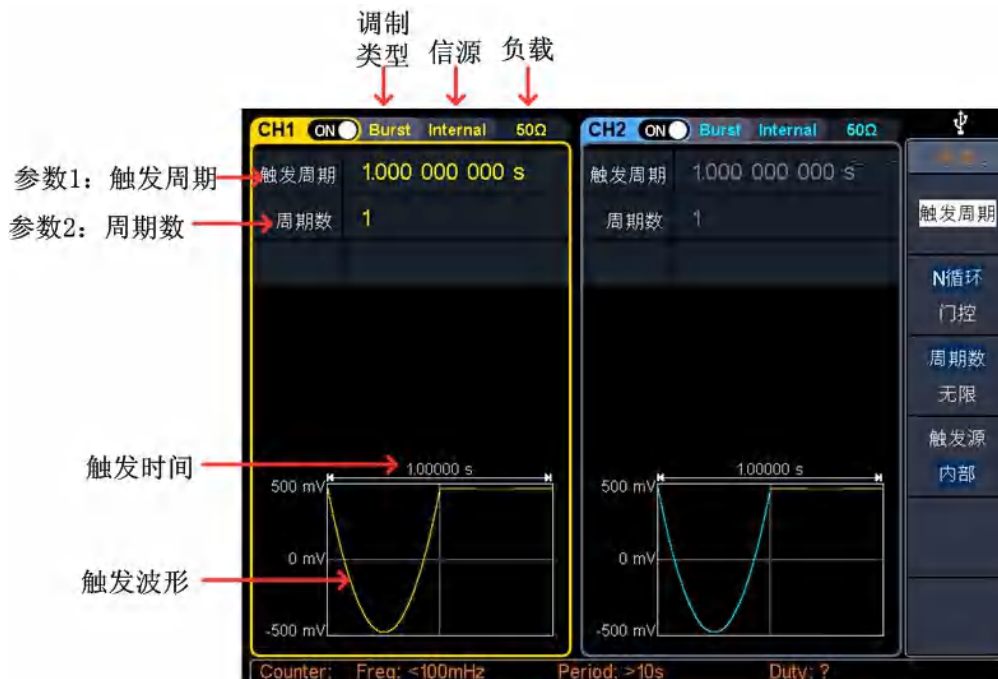 调制
类型
信源
负载
CH1 ON Burst Internal 50Ω
CH2 ON Burst Internal 50Ω
参数1：触发周期
触发周期 1.000 000 000 s
触发周期 1.000 000 000 s
触发周期
参数2：周期数
周期数 1
周期数 1
N循环
门控
周期数
无限
触发源
内部
触发时间
1.00000 s
1.00000 s
500 mV
500 mV
0 mV
0 mV
触发波形
-500 mV
-500 mV
Counter: Freq: <100mHz Period: >10s Duty: ?